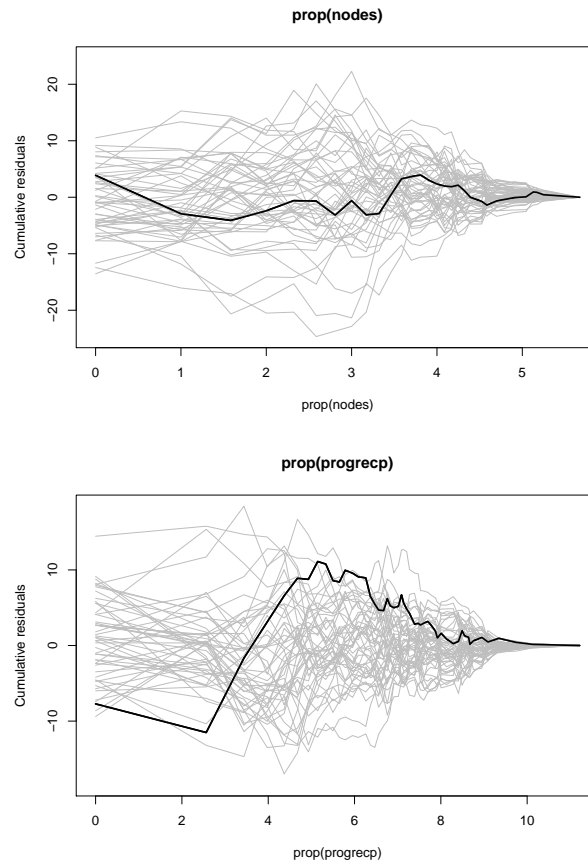 prop(nodes)
20
10
0
−10
−20
Cumulative residuals
0 1 2 3 4 5
prop(nodes)
prop(progrecp)
10
0
−10
Cumulative residuals
0 2 4 6 8 10
prop(progrecp)